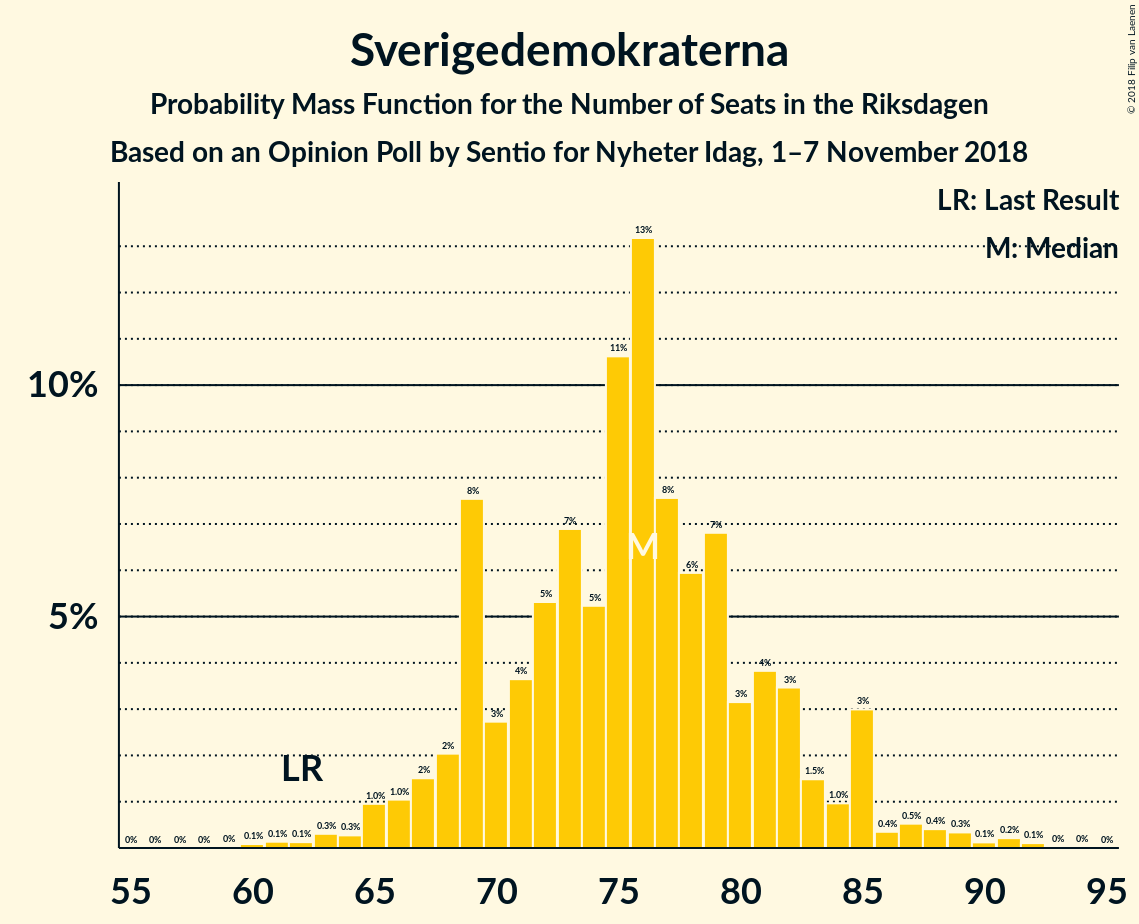 Sverigedemokraterna
Probability Mass Function for the Number of Seats in the Riksdagen
Based on an Opinion Poll by Sentio for Nyheter Idag, 1–7 November 2018
© 2018 Filip van Laenen
LR: Last Result
M: Median
10%
5%
0% 0% 0% 0% 0% 0.1% 0.1% 0.1% 0.3% 0.3% 1.0% 1.0% 2% 2% 8% 3% 4% 5% 7% 5% 11% 13% 8% 6% 7% 3% 4% 3% 1.5% 1.0% 3% 0.4% 0.5% 0.4% 0.3% 0.1% 0.2% 0.1% 0% 0% 0%
LR
M
55 60 65 70 75 80 85 90 95